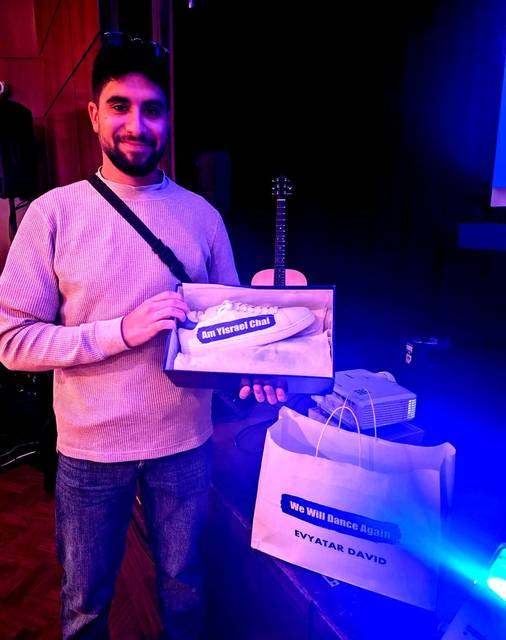 Am Yisrael Chai
We Will Dance Again
EVYATAR DAVID